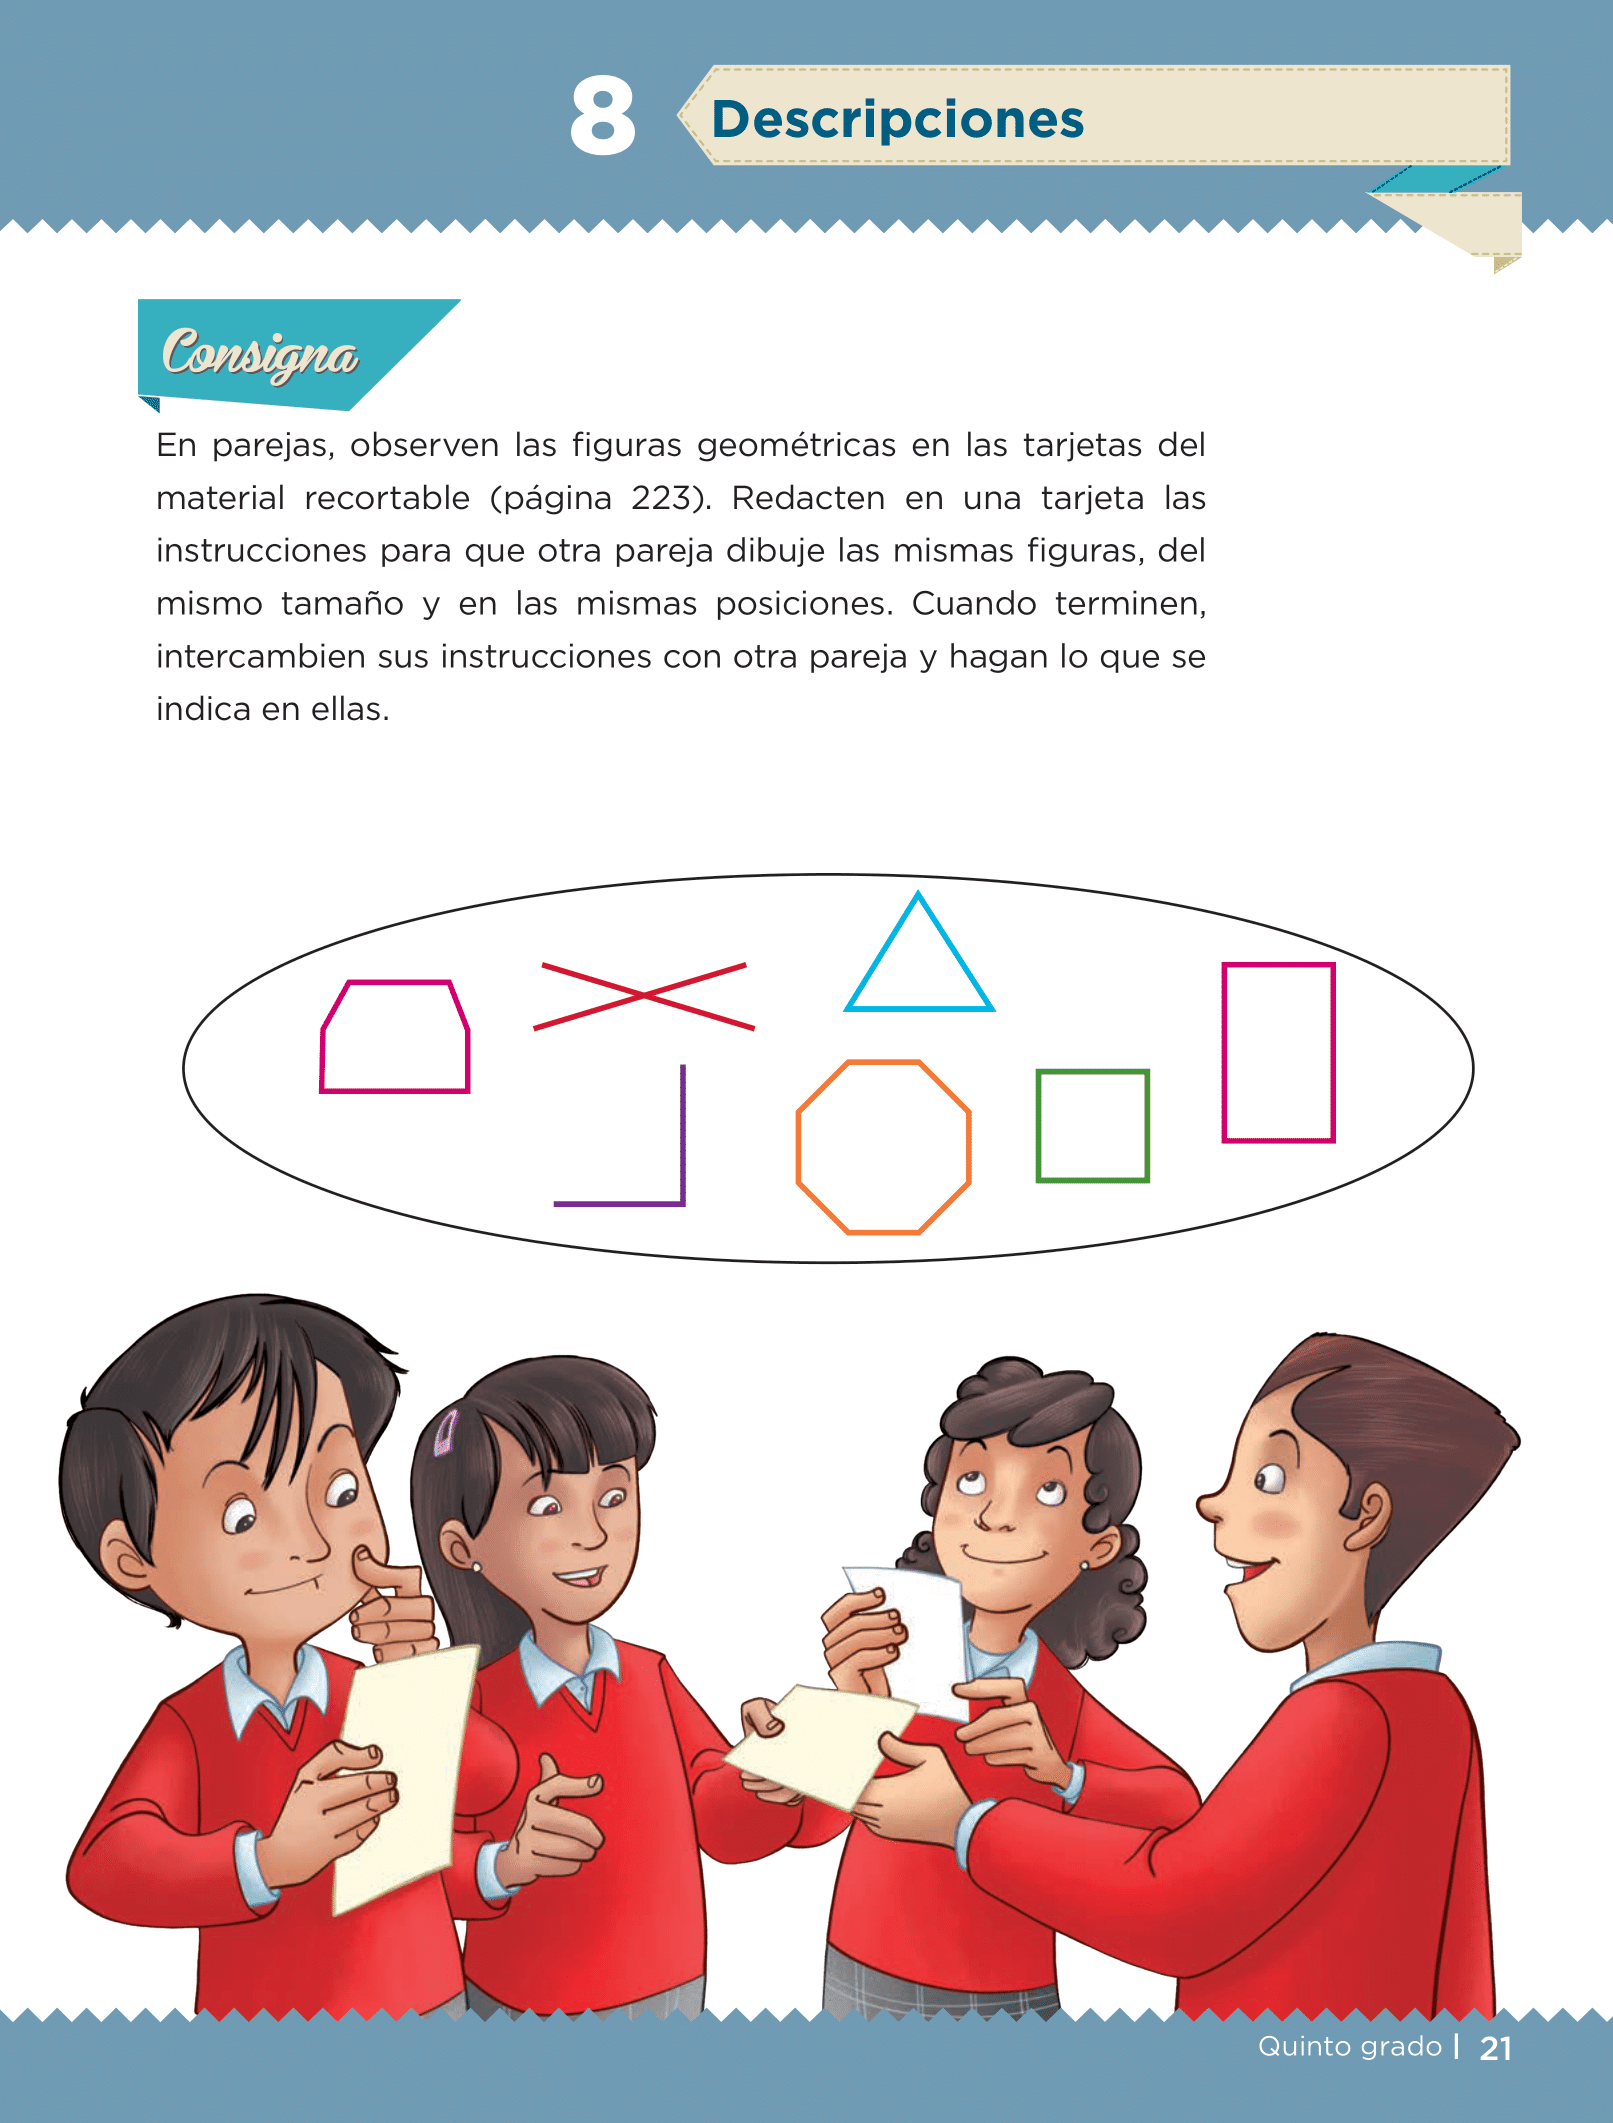 8
Descripciones
Consigna
En parejas, observen las figuras geométricas en las tarjetas del
material recortable (página 223). Redacten en una tarjeta las
instrucciones para que otra pareja dibuje las mismas figuras, del
mismo tamaño y en las mismas posiciones. Cuando terminen,
intercambien sus instrucciones con otra pareja y hagan lo que se
indica en ellas.
Quinto grado | 21